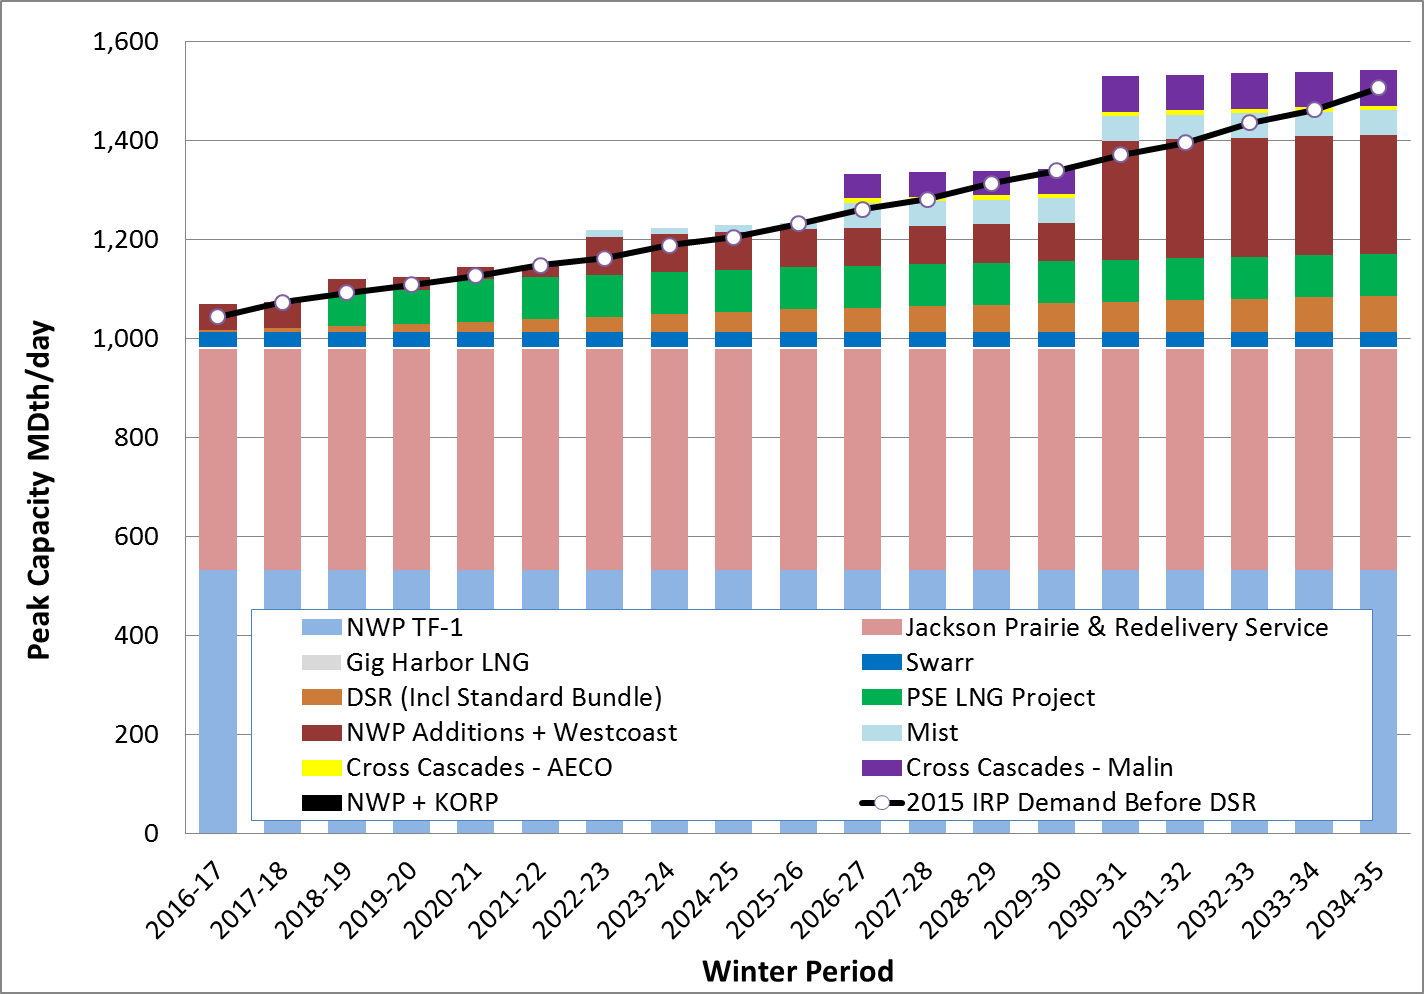 1,600
1,400
1,200
1,000
800
600
400
200
0
Peak Capacity MDth/day
NWP TF-1
Jackson Prairie & Redelivery Service
Gig Harbor LNG
Swarr
DSR (Incl Standard Bundle)
PSE LNG Project
NWP Additions + Westcoast
Mist
Cross Cascades - AECO
Cross Cascades - Malin
NWP + KORP
2015 IRP Demand Before DSR
2016-17
2017-18
2018-19
2019-20
2020-21
2021-22
2022-23
2023-24
2024-25
2025-26
2026-27
2027-28
2028-29
2029-30
2030-31
2031-32
2032-33
2033-34
2034-35
Winter Period